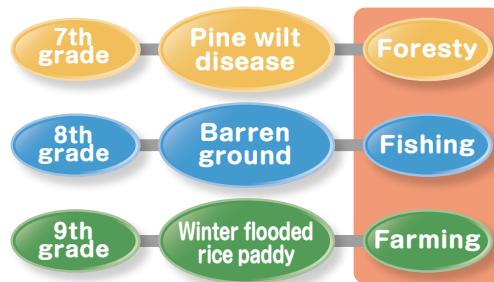 7th
grade
Pine wilt
disease
Foresty
8th
grade
Barren
ground
Fishing
9th
grade
Winter flooded
rice paddy
Farming